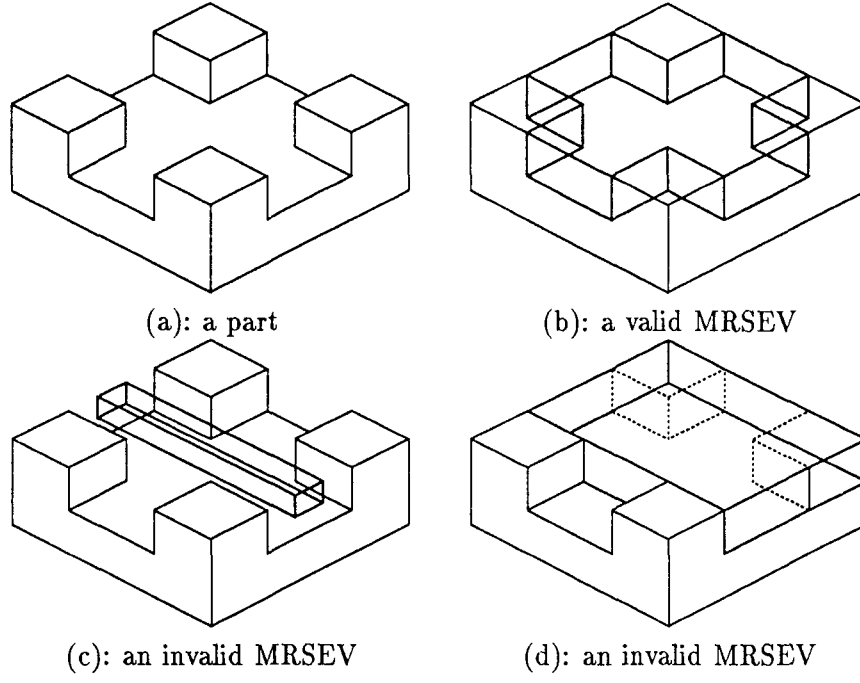 (a): a part
(b): a valid MRSEV
(c): an invalid MRSEV
(d): an invalid MRSEV